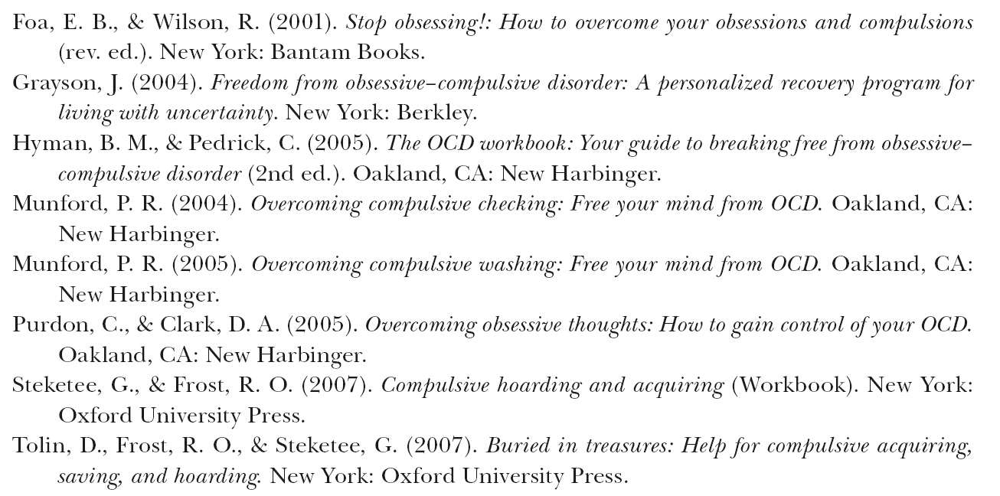 Foa, E. B., & Wilson, R. (2001). Stop obsessing!: How to overcome your obsessions and compulsions
(rev. ed.). New York: Bantam Books.
Grayson, J. (2004). Freedom from obsessive–compulsive disorder: A personalized recovery program for
living with uncertainty. New York: Berkley.
Hyman, B. M., & Pedrick, C. (2005). The OCD workbook: Your guide to breaking free from obsessive–
compulsive disorder (2nd ed.). Oakland, CA: New Harbinger.
Munford, P. R. (2004). Overcoming compulsive checking: Free your mind from OCD. Oakland, CA:
New Harbinger.
Munford, P. R. (2005). Overcoming compulsive washing: Free your mind from OCD. Oakland, CA:
New Harbinger.
Purdon, C., & Clark, D. A. (2005). Overcoming obsessive thoughts: How to gain control of your OCD.
Oakland, CA: New Harbinger.
Steketee, G., & Frost, R. O. (2007). Compulsive hoarding and acquiring (Workbook). New York:
Oxford University Press.
Tolin, D., Frost, R. O., & Steketee, G. (2007). Buried in treasures: Help for compulsive acquiring,
saving, and hoarding. New York: Oxford University Press.